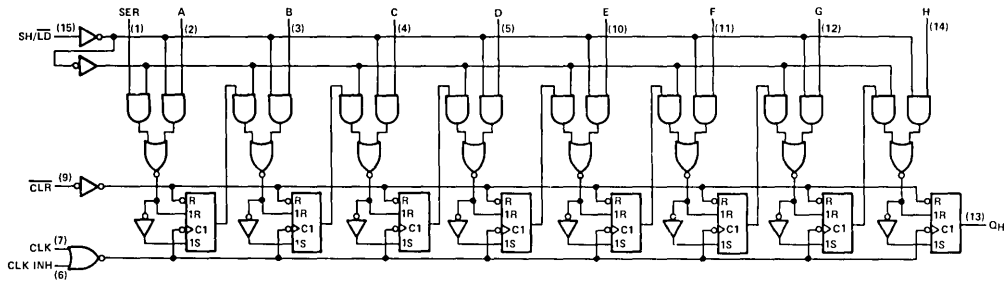 SER A B C D E F G H
SH/L̅D̅ (15) (1) (2) (3) (4) (5) (10) (11) (12) (14)
C̅L̅R̅ (9)
R R R R R R R R
1R 1R 1R 1R 1R 1R 1R 1R
(13) QH
CLK (7)
C1 C1 C1 C1 C1 C1 C1 C1
1S 1S 1S 1S 1S 1S 1S 1S
CLK INH
(6)